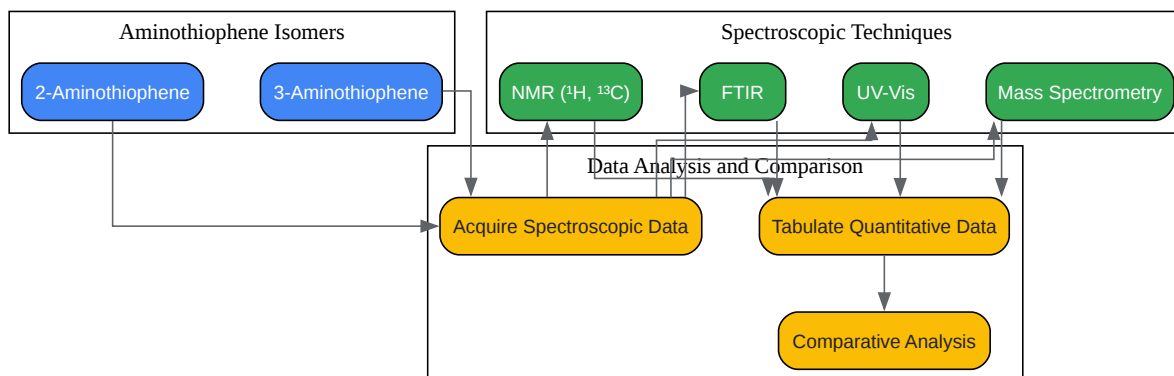 Aminothiophene Isomers
Spectroscopic Techniques
2-Aminothiophene
3-Aminothiophene
NMR (¹H, ¹³C)
FTIR
UV-Vis
Mass Spectrometry
Data Analysis and Comparison
Acquire Spectroscopic Data
Tabulate Quantitative Data
Comparative Analysis